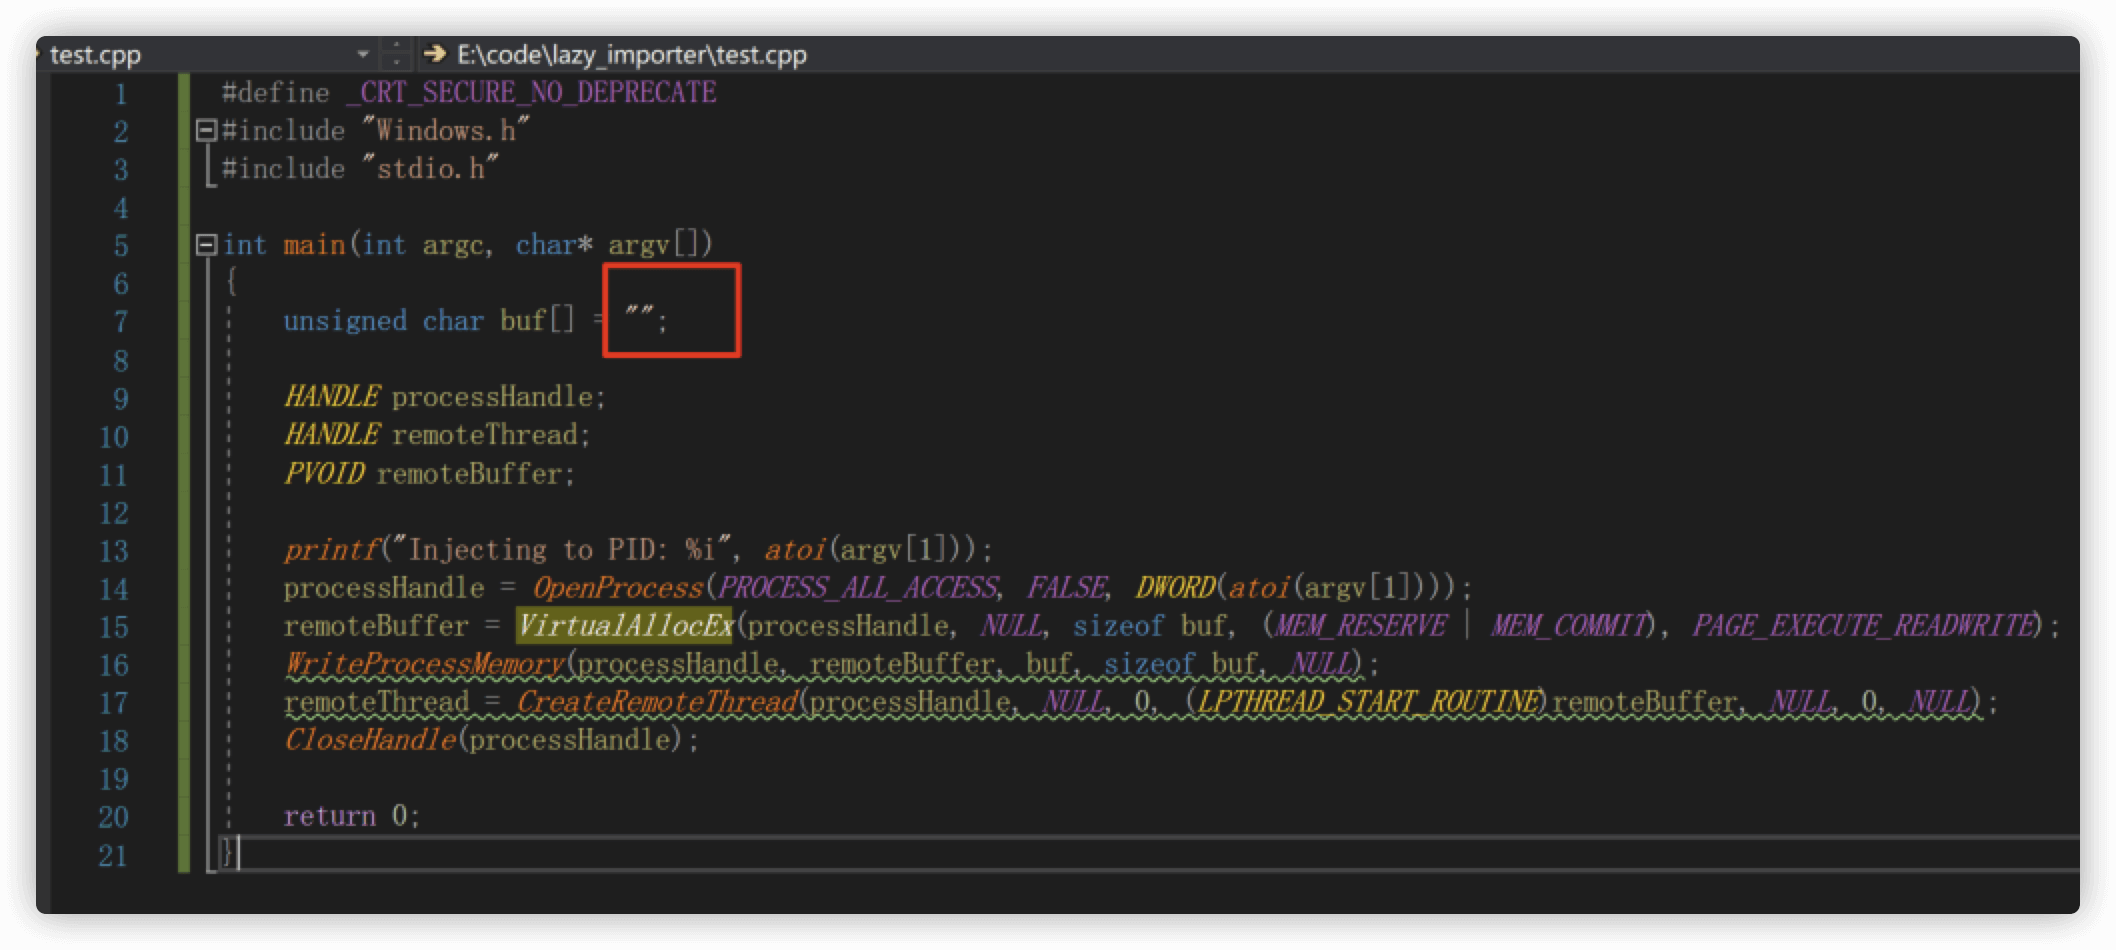 test.cpp E:\code\lazy_importer\test.cpp
1 #define _CRT_SECURE_NO_DEPRECATE
2 #include "Windows.h"
3 #include "stdio.h"
4
5 int main(int argc, char* argv[])
6 {
7 unsigned char buf[] = "";
8
9 HANDLE processHandle;
10 HANDLE remoteThread;
11 PVOID remoteBuffer;
12
13 printf("Injecting to PID: %i", atoi(argv[1]));
14 processHandle = OpenProcess(PROCESS_ALL_ACCESS, FALSE, DWORD(atoi(argv[1])));
15 remoteBuffer = VirtualAllocEx(processHandle, NULL, sizeof buf, (MEM_RESERVE | MEM_COMMIT), PAGE_EXECUTE_READWRITE);
16 WriteProcessMemory(processHandle, remoteBuffer, buf, sizeof buf, NULL);
17 remoteThread = CreateRemoteThread(processHandle, NULL, 0, (LPTHREAD_START_ROUTINE)remoteBuffer, NULL, 0, NULL);
18 CloseHandle(processHandle);
19
20 return 0;
21 }